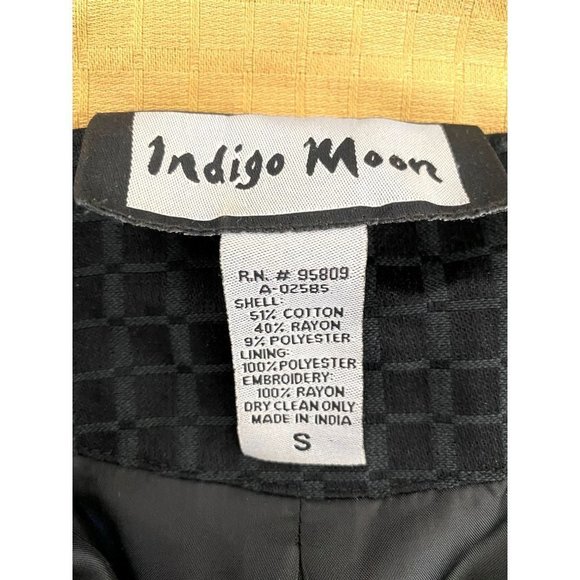 Indigo Moon
R.N. # 95809
A-02585
SHELL:
51% COTTON
40% RAYON
9% POLYESTER
LINING:
100% POLYESTER
EMBROIDERY:
100% RAYON
DRY CLEAN ONLY
MADE IN INDIA
S